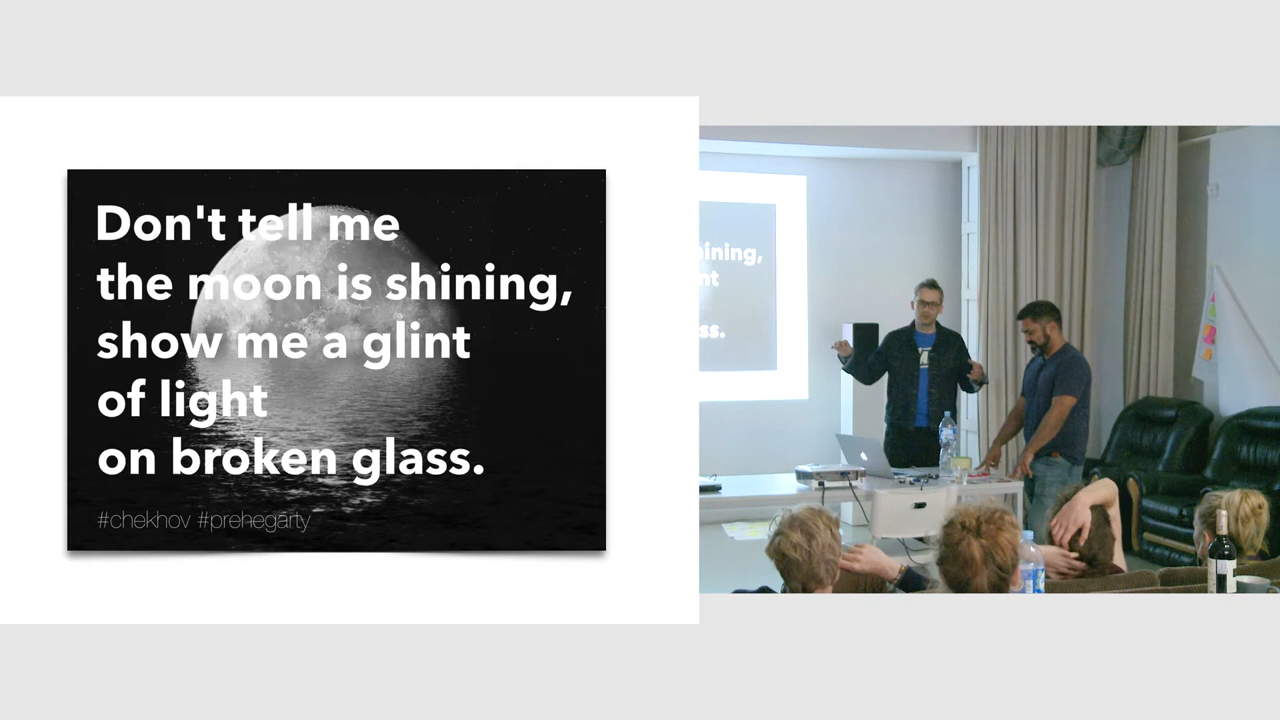 Don't tell me
the moon is shining,
show me a glint
of light
on broken glass.
#chekhov #prehegarty
ining,
nt
ss.